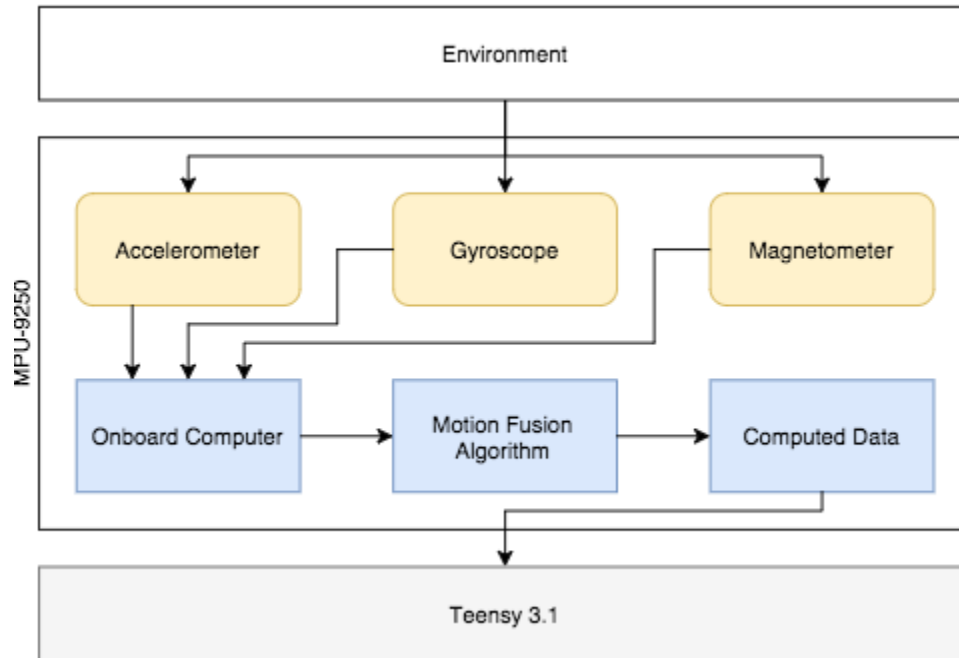 Environment
MPU-9250
Accelerometer
Gyroscope
Magnetometer
Onboard Computer
Motion Fusion
Algorithm
Computed Data
Teensy 3.1